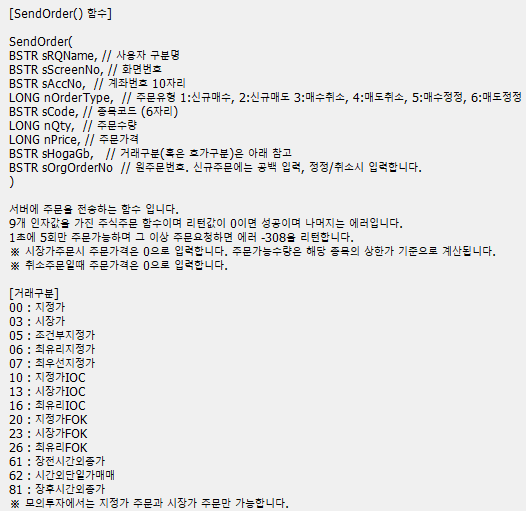 [SendOrder() 함수]
SendOrder(
BSTR sRQName, // 사용자 구분명
BSTR sScreenNo, // 화면번호
BSTR sAccNo,  // 계좌번호 10자리
LONG nOrderType,  // 주문유형 1:신규매수, 2:신규매도 3:매수취소, 4:매도취소, 5:매수정정, 6:매도정정
BSTR sCode, // 종목코드 (6자리)
LONG nQty,  // 주문수량
LONG nPrice, // 주문가격
BSTR sHogaGb,   // 거래구분(혹은 호가구분)은 아래 참고
BSTR sOrgOrderNo  // 원주문번호. 신규주문에는 공백 입력, 정정/취소시 입력합니다.
)
서버에 주문을 전송하는 함수 입니다.
9개 인자값을 가진 주식주문 함수이며 리턴값이 0이면 성공이며 나머지는 에러입니다.
1초에 5회만 주문가능하며 그 이상 주문요청하면 에러 -308을 리턴합니다.
※ 시장가주문시 주문가격은 0으로 입력합니다. 주문가능수량은 해당 종목의 상한가 기준으로 계산됩니다.
※ 취소주문일때 주문가격은 0으로 입력합니다.
[거래구분]
00 : 지정가
03 : 시장가
05 : 조건부지정가
06 : 최유리지정가
07 : 최우선지정가
10 : 지정가IOC
13 : 시장가IOC
16 : 최유리IOC
20 : 지정가FOK
23 : 시장가FOK
26 : 최유리FOK
61 : 장전시간외종가
62 : 시간외단일가매매
81 : 장후시간외종가
※ 모의투자에서는 지정가 주문과 시장가 주문만 가능합니다.